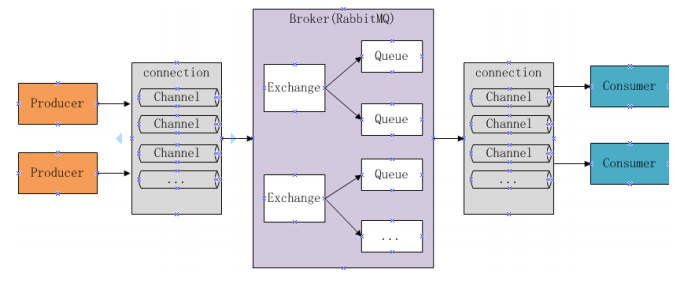 Producer
Producer
connection
Channel
Channel
Channel
...
Broker(RabbitMQ)
Exchange
Queue
Queue
Exchange
Queue
...
connection
Channel
Channel
Channel
...
Consumer
Consumer